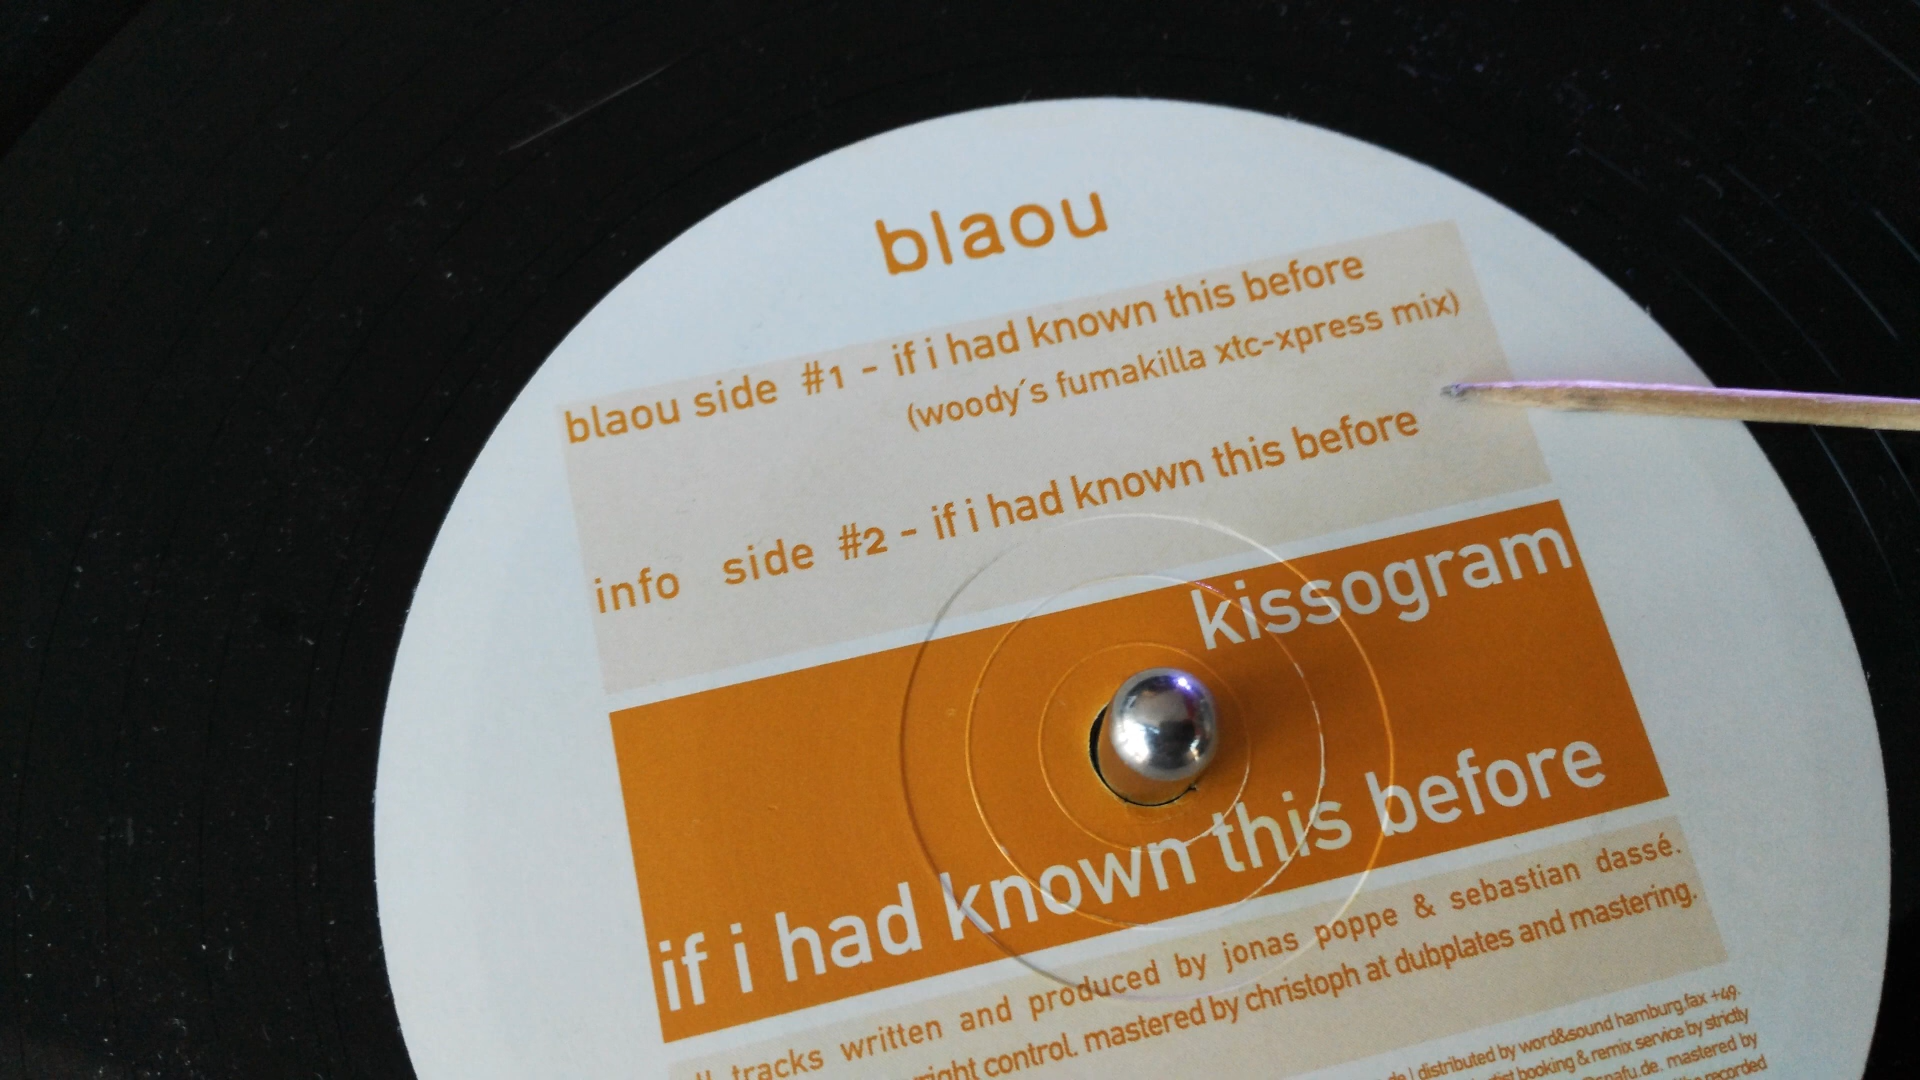 blaou
blaou side #1 - if i had known this before
(woody´s fumakilla xtc-xpress mix)
info side #2 - if i had known this before
kissogram
if i had known this before
tracks written and produced by jonas poppe & sebastian dassé.
control. mastered by christoph at dubplates and mastering.
| distributed by word&sound hamburg.fax +49.
booking & remix service by strictly
mastered by
recorded